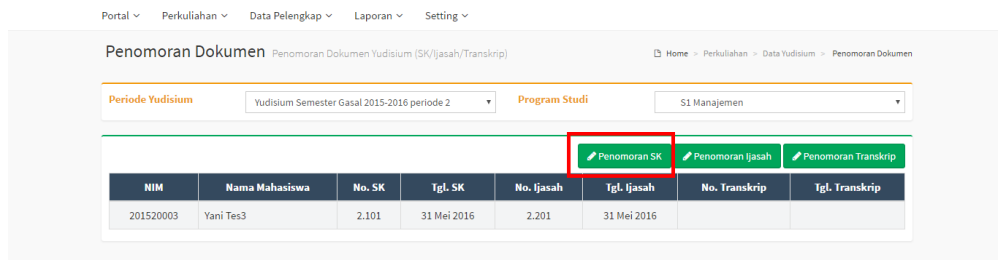 Portal Perkuliahan Data Pelengkap Laporan Setting
Penomoran Dokumen Penomoran Dokumen Yudisium (SK/Ijasah/Transkrip) Home > Perkuliahan > Data Yudisium > Penomoran Dokumen
Periode Yudisium Yudisium Semester Gasal 2015-2016 periode 2 Program Studi S1 Manajemen
Penomoran SK Penomoran Ijasah Penomoran Transkrip
NIM Nama Mahasiswa No. SK Tgl. SK No. Ijasah Tgl. Ijasah No. Transkrip Tgl. Transkrip
201520003 Yani Tes3 2.101 31 Mei 2016 2.201 31 Mei 2016